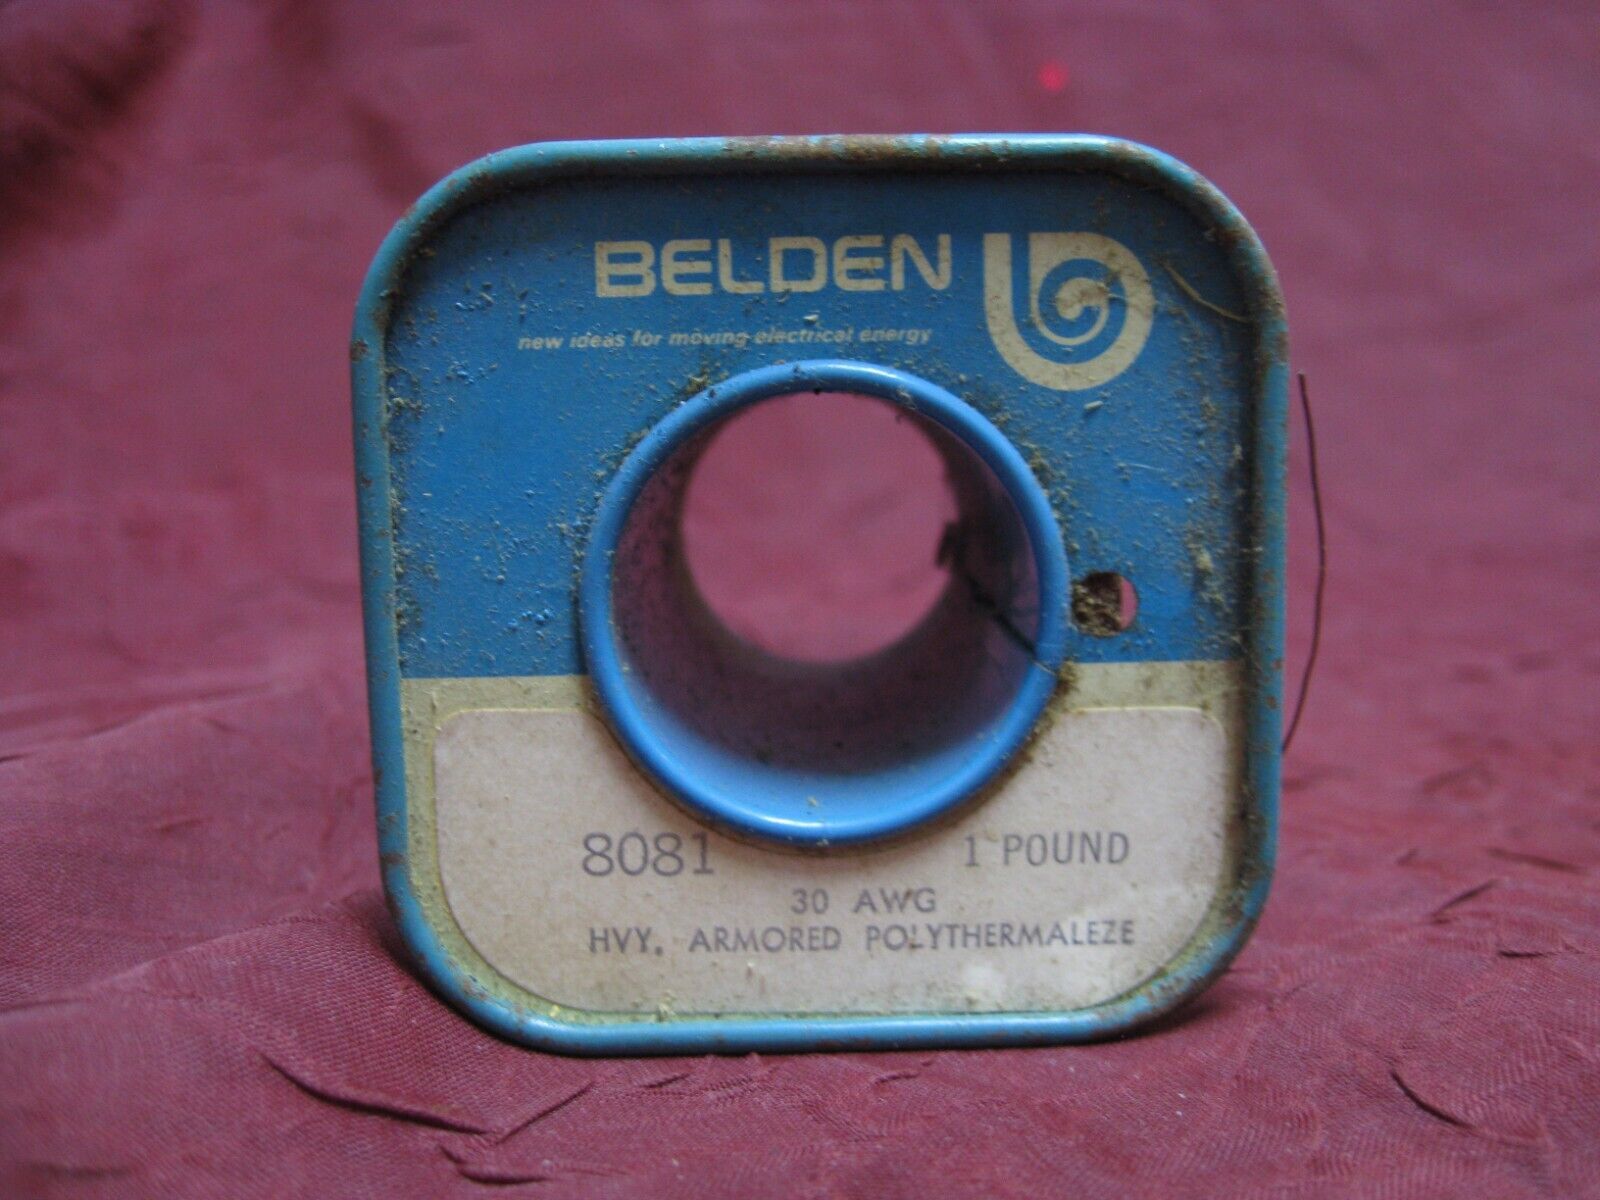 BELDEN
new ideas for moving electrical energy
8081 1 POUND
30 AWG
HVY. ARMORED POLYTHERMALEZE